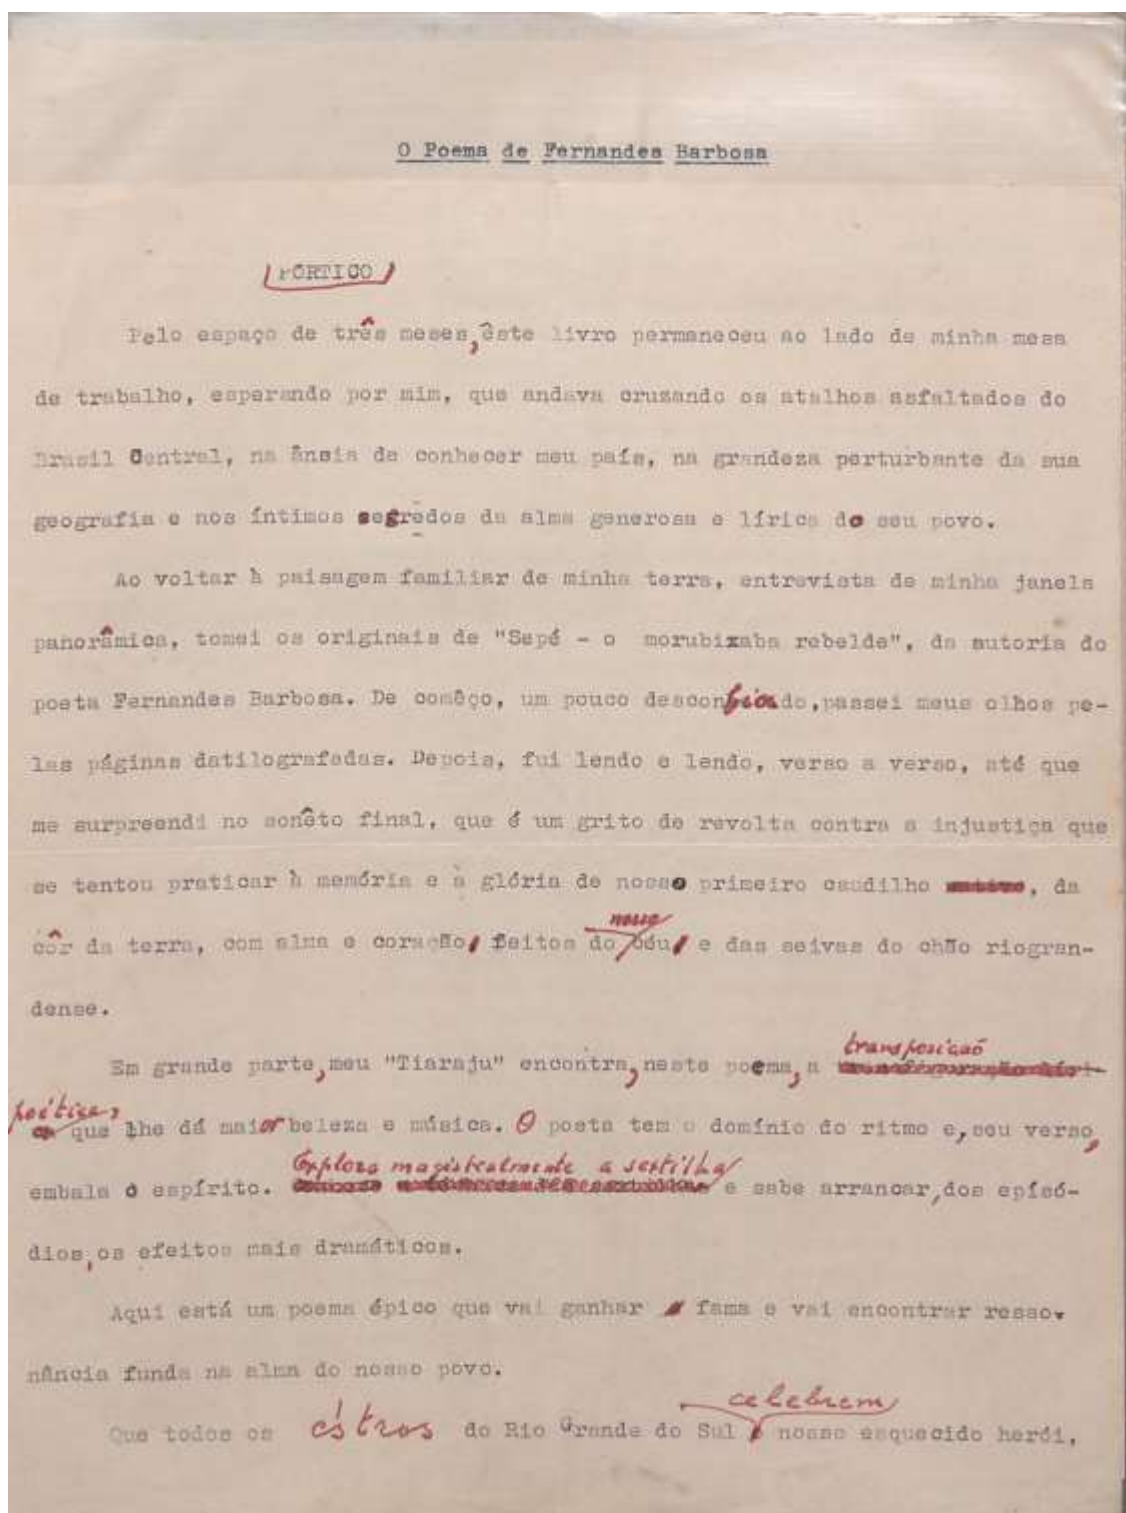 O Poema de Fernandes Barbosa
PÓRTICO
Pelo espaço de três meses, êste livro permaneceu ao lado de minha mesa
de trabalho, esperando por mim, que andava cruzando os atalhos asfaltados do
Brasil Central, na ânsia de conhecer meu país, na grandeza perturbante da sua
geografia e nos íntimos segrêdos da alma generosa e lírica do seu povo.
Ao voltar à paisagem familiar de minha terra, entrevista de minha janela
panorâmica, tomei os originais de "Sepé - o morubixaba rebelde", da autoria do
poeta Fernandes Barbosa. De comêço, um pouco desconfiado, passei meus olhos pe-
las páginas datilografadas. Depois, fui lendo e lendo, verso a verso, até que
me surpreendi no sonêto final, que é um grito de revolta contra a injustiça que
se tentou praticar à memória e à glória de nosso primeiro caudilho, da
nosso
côr da terra, com alma e coração feitos do céu e das seivas do chão riogran-
dense.
transposicaõ
Em grande parte, meu "Tiaraju" encontra, neste poema, a
poética,
que lhe dá maior beleza e música. O poeta tem o domínio do ritmo e, seu verso,
Explora magistralmente a sextilha
embala o espírito. e sabe arrancar, dos episó-
dios, os efeitos mais dramáticos.
Aqui está um poema épico que vai ganhar fama e vai encontrar resso-
nância funda na alma do nosso povo.
celebrem
Que todos os éstros do Rio Grande do Sul nosso esquecido herói.